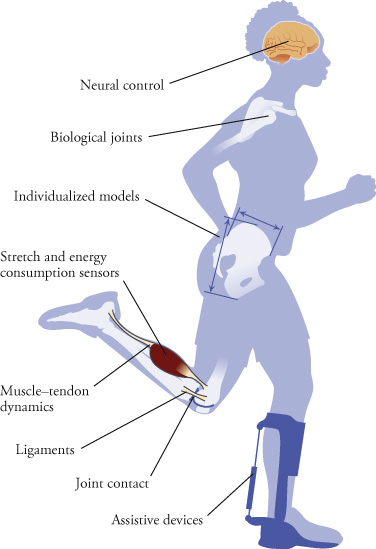 Neural control
Biological joints
Individualized models
Stretch and energy
consumption sensors
Muscle–tendon
dynamics
Ligaments
Joint contact
Assistive devices